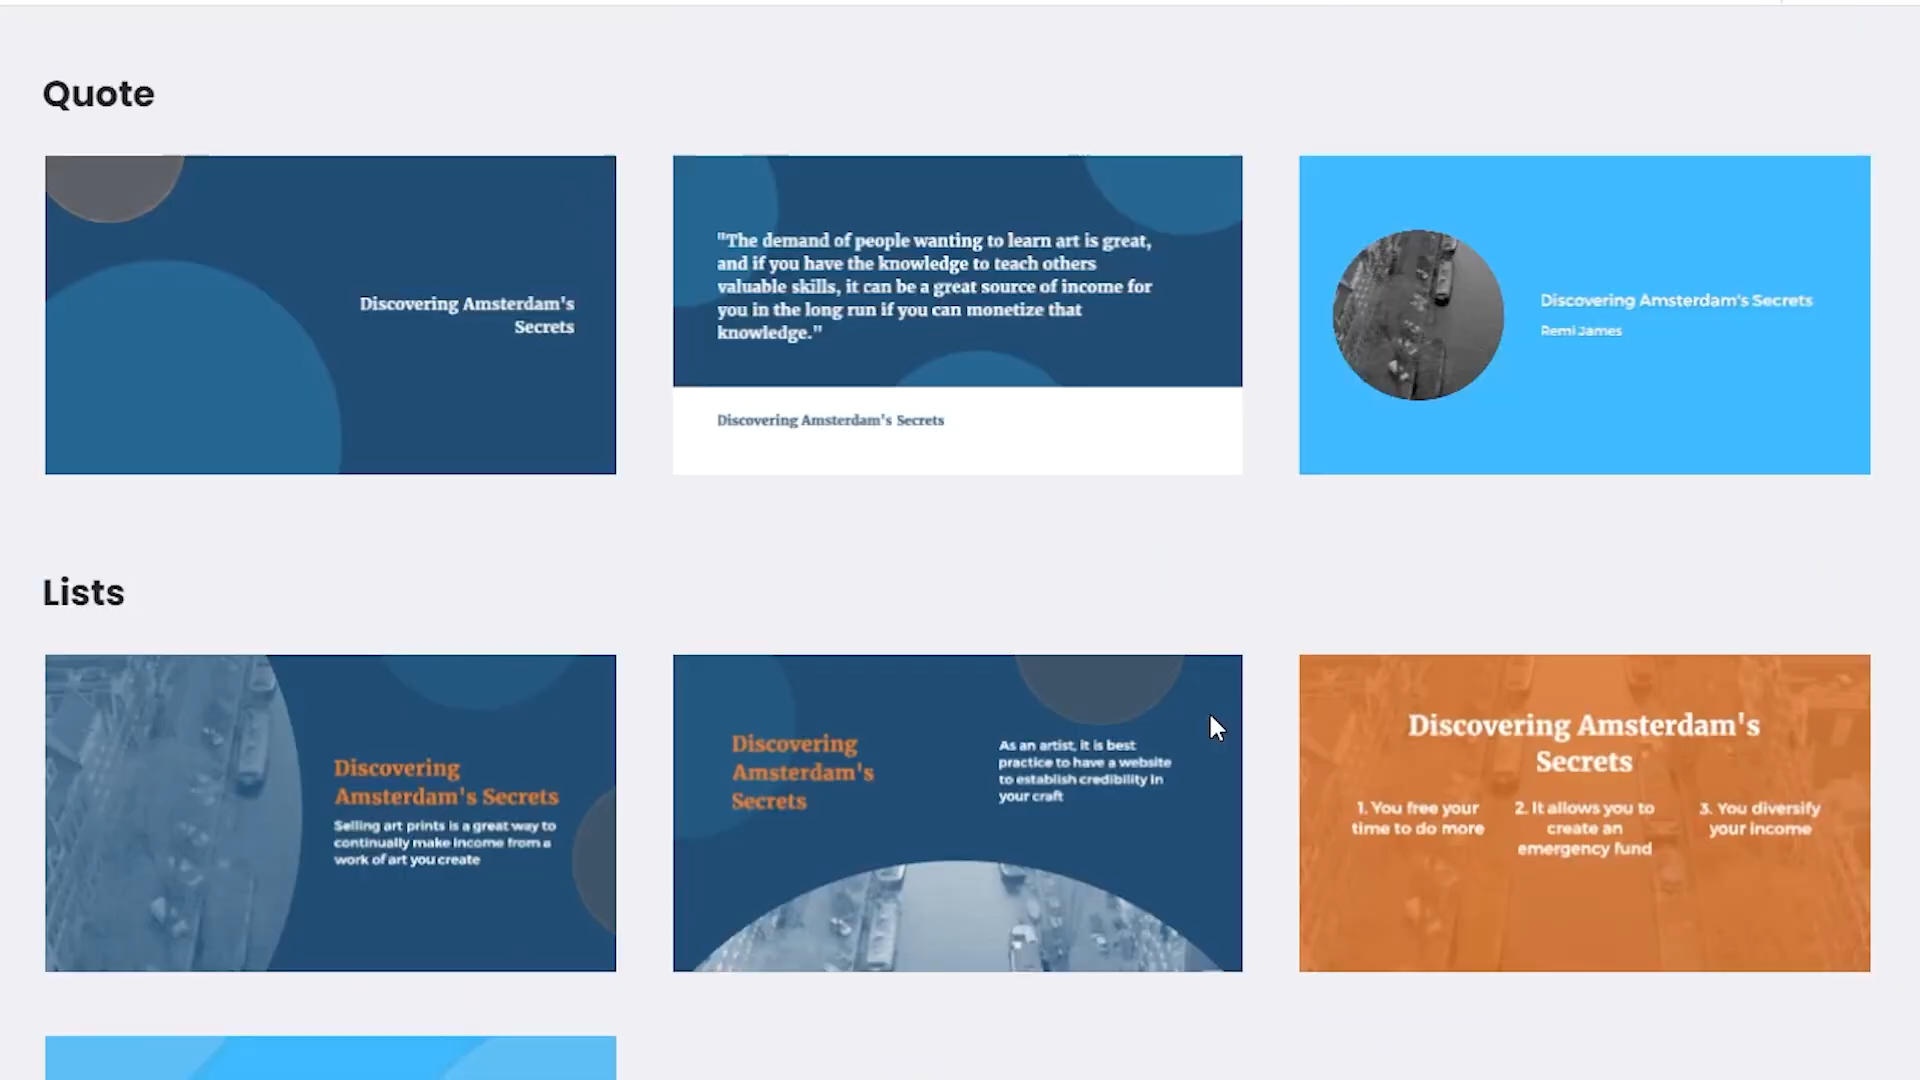 Quote
Discovering Amsterdam's
Secrets
"The demand of people wanting to learn art is great,
and if you have the knowledge to teach others
valuable skills, it can be a great source of income for
you in the long run if you can monetize that
knowledge."
Discovering Amsterdam's Secrets
Discovering Amsterdam's Secrets
Remi James
Lists
Discovering
Amsterdam's Secrets
Selling art prints is a great way to
continually make income from a
work of art you create
Discovering
Amsterdam's
Secrets
As an artist, it is best
practice to have a website
to establish credibility in
your craft
Discovering Amsterdam's
Secrets
1. You free your
time to do more
2. It allows you to
create an
emergency fund
3. You diversify
your income